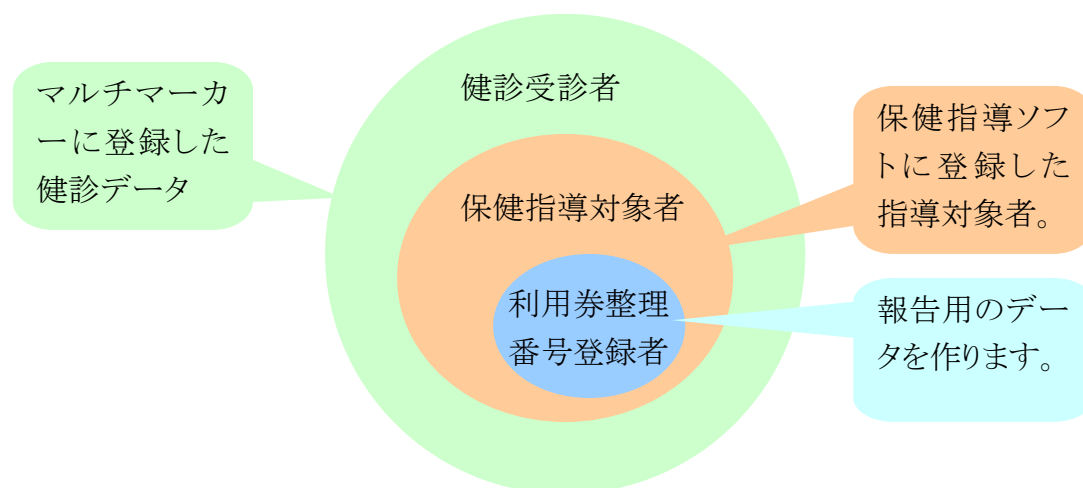 マルチマーカ
ーに登録した
健診データ
健診受診者
保健指導対象者
利用券整理
番号登録者
保健指導ソフ
トに登録した
指導対象者。
報告用のデー
タを作ります。